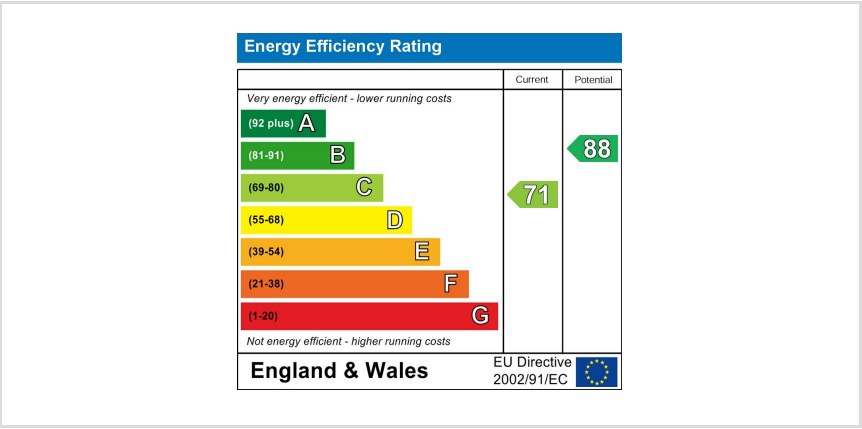 Energy Efficiency Rating
Current Potential
Very energy efficient - lower running costs
(92 plus) A
(81-91) B
88
(69-80) C
71
(55-68) D
(39-54) E
(21-38) F
(1-20) G
Not energy efficient - higher running costs
England & Wales
EU Directive
2002/91/EC